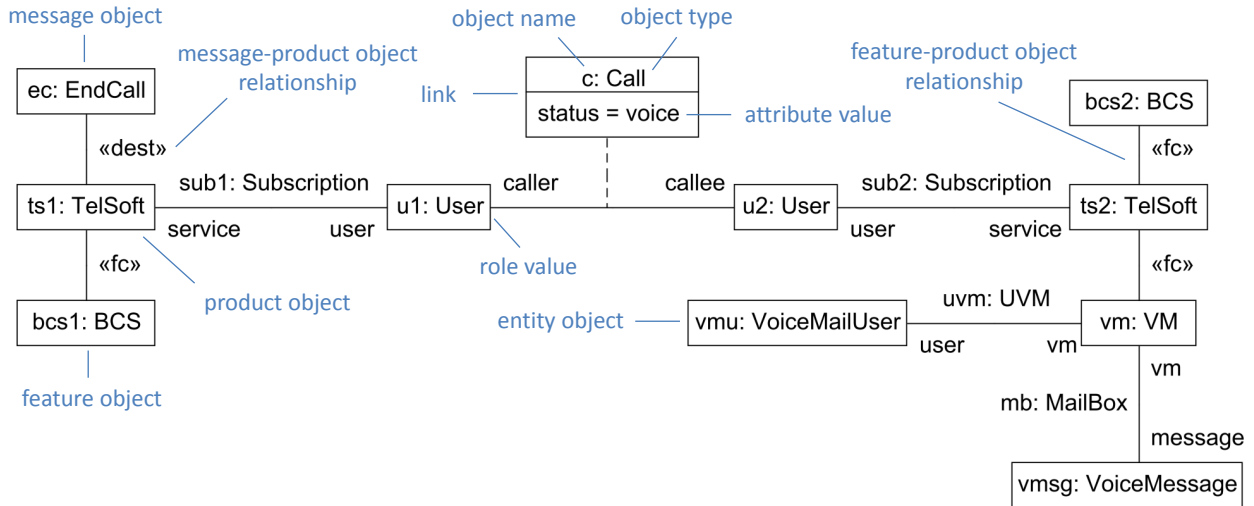 message object
object name
object type
message-product object
relationship
feature-product object
relationship
ec: EndCall
c: Call
link
status = voice
attribute value
bcs2: BCS
«dest»
«fc»
sub1: Subscription
caller
callee
sub2: Subscription
ts1: TelSoft
u1: User
u2: User
ts2: TelSoft
service
user
user
service
«fc»
role value
«fc»
product object
uvm: UVM
bcs1: BCS
entity object
vmu: VoiceMailUser
vm: VM
user
vm
vm
feature object
mb: MailBox
message
vmsg: VoiceMessage